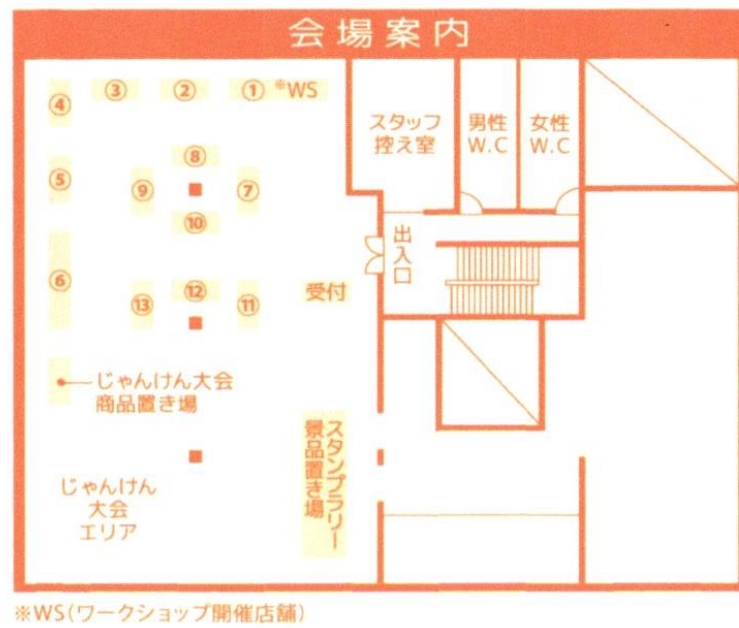 会場案内
④ ③ ② ① ※WS
スタッフ
控え室
男性
W.C
女性
W.C
⑤
⑧
⑨ ⑦
⑩
出入口
⑥
⑬ ⑫ ⑪
受付
じゃんけん大会
商品置き場
スタンプラリー
景品置き場
じゃんけん
大会
エリア
※WS(ワークショップ開催店舗)